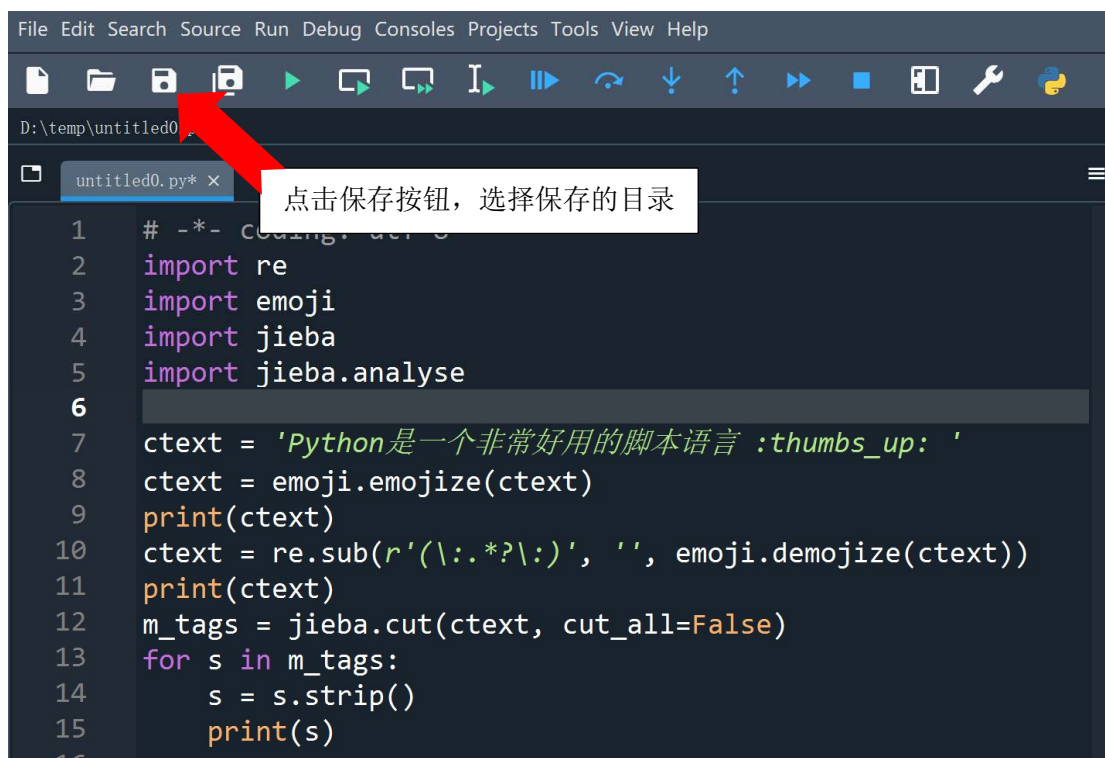 File Edit Search Source Run Debug Consoles Projects Tools View Help
D:\temp\untitled0
点击保存按钮，选择保存的目录
untitled0.py* ×
1 # -*- coding: utf-8
2 import re
3 import emoji
4 import jieba
5 import jieba.analyse
6
7 ctext = 'Python是一个非常好用的脚本语言 :thumbs_up: '
8 ctext = emoji.emojize(ctext)
9 print(ctext)
10 ctext = re.sub(r'(\:.*?\:)', '', emoji.demojize(ctext))
11 print(ctext)
12 m_tags = jieba.cut(ctext, cut_all=False)
13 for s in m_tags:
14 s = s.strip()
15 print(s)